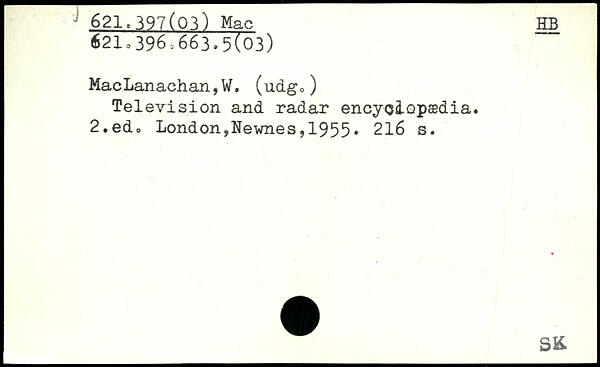 621.397(03) Mac HB
621.396.663.5(03)
MacLanachan,W. (udg.)
Television and radar encyclopædia.
2.ed. London,Newnes,1955. 216 s.
SK